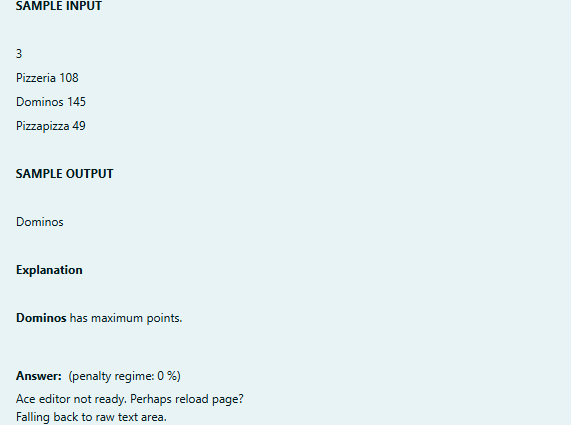 SAMPLE INPUT
3
Pizzeria 108
Dominos 145
Pizzapizza 49
SAMPLE OUTPUT
Dominos
Explanation
Dominos has maximum points.
Answer: (penalty regime: 0 %)
Ace editor not ready. Perhaps reload page?
Falling back to raw text area.